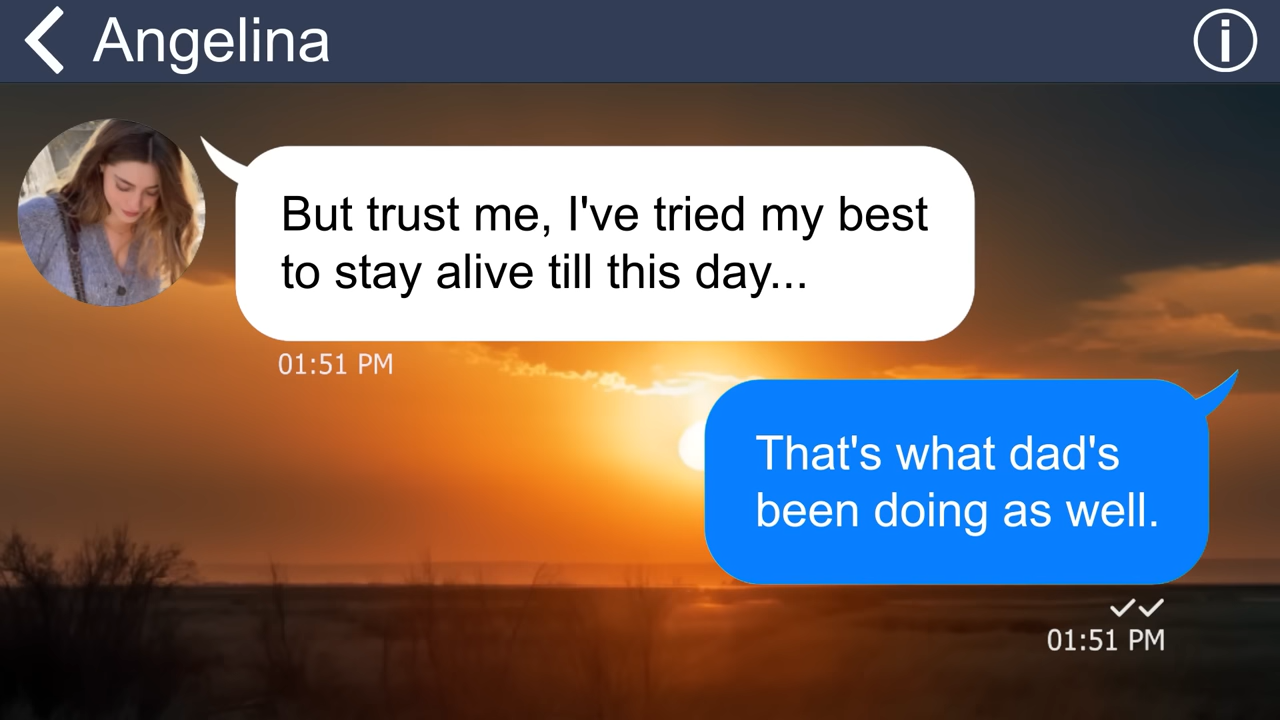 Angelina
But trust me, I've tried my best
to stay alive till this day...
01:51 PM
That's what dad's
been doing as well.
01:51 PM